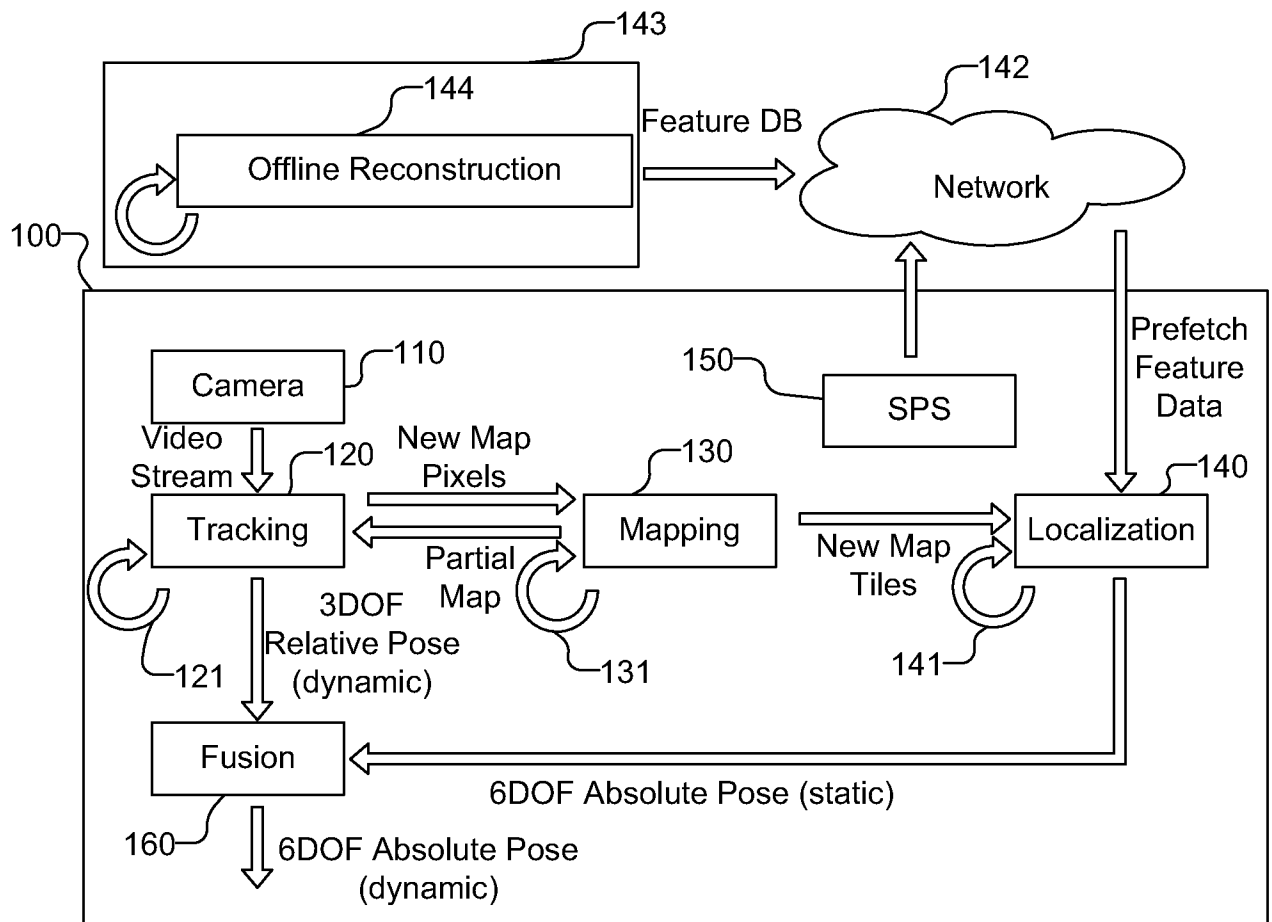 143
144
142
Feature DB
Offline Reconstruction
Network
100
110
150
Prefetch
Feature
Data
Camera
SPS
Video
Stream
120
New Map
Pixels
130
140
Tracking
Mapping
Localization
Partial
Map
New Map
Tiles
3DOF
Relative Pose
(dynamic)
121
131
141
Fusion
6DOF Absolute Pose (static)
160
6DOF Absolute Pose
(dynamic)